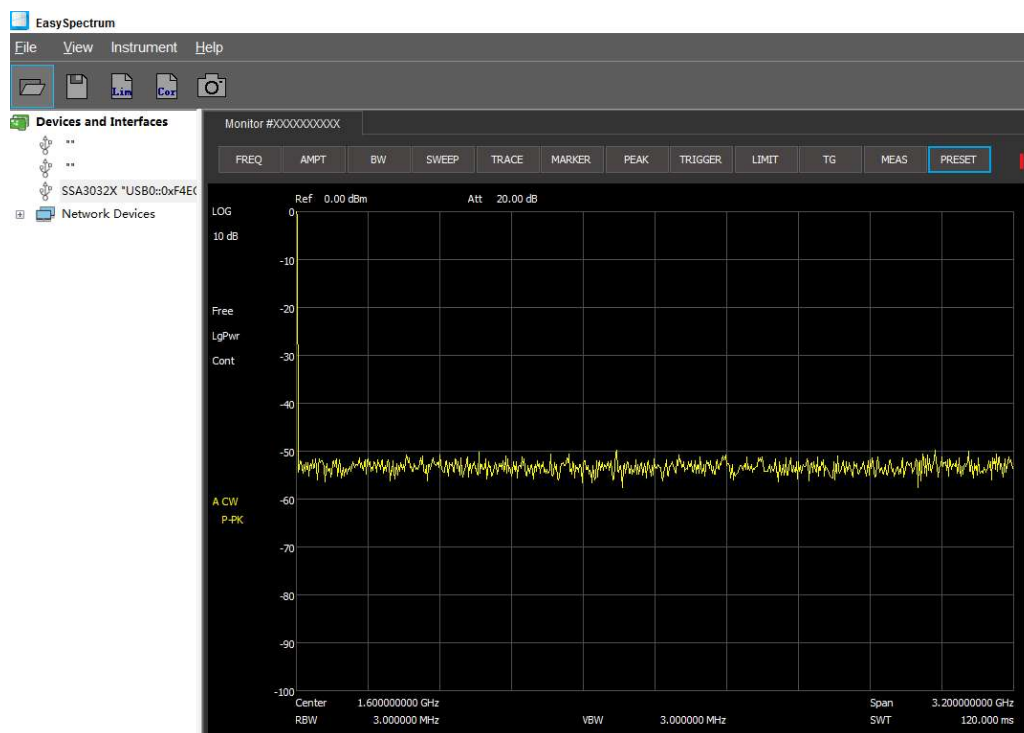 EasySpectrum
File View Instrument Help
Lim Cor
Devices and Interfaces
""
""
SSA3032X "USB0::0xF4EC
Network Devices
Monitor #XXXXXXXXXX
FREQ AMPT BW SWEEP TRACE MARKER PEAK TRIGGER LIMIT TG MEAS PRESET
Ref 0.00 dBm Att 20.00 dB
LOG
10 dB
Free
LgPwr
Cont
A CW
P-PK
0
-10
-20
-30
-40
-50
-60
-70
-80
-90
-100
Center 1.600000000 GHz Span 3.200000000 GHz
RBW 3.000000 MHz VBW 3.000000 MHz SWT 120.000 ms